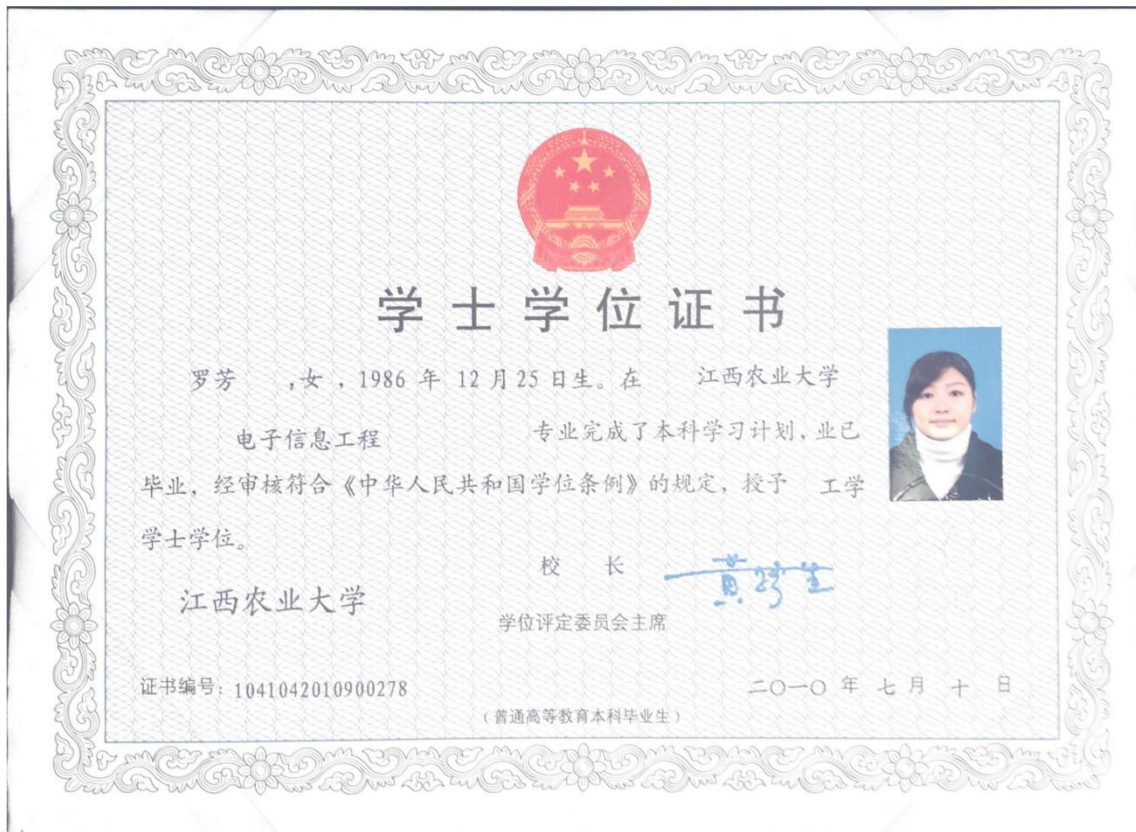 学士学位证书
罗芳 ,女,1986 年 12 月 25 日生。在 江西农业大学
电子信息工程 专业完成了本科学习计划,业已
毕业,经审核符合《中华人民共和国学位条例》的规定,授予 工学
学士学位。
校 长
江西农业大学
学位评定委员会主席
证书编号:1041042010900278
二〇一〇 年 七 月 十 日
(普通高等教育本科毕业生)